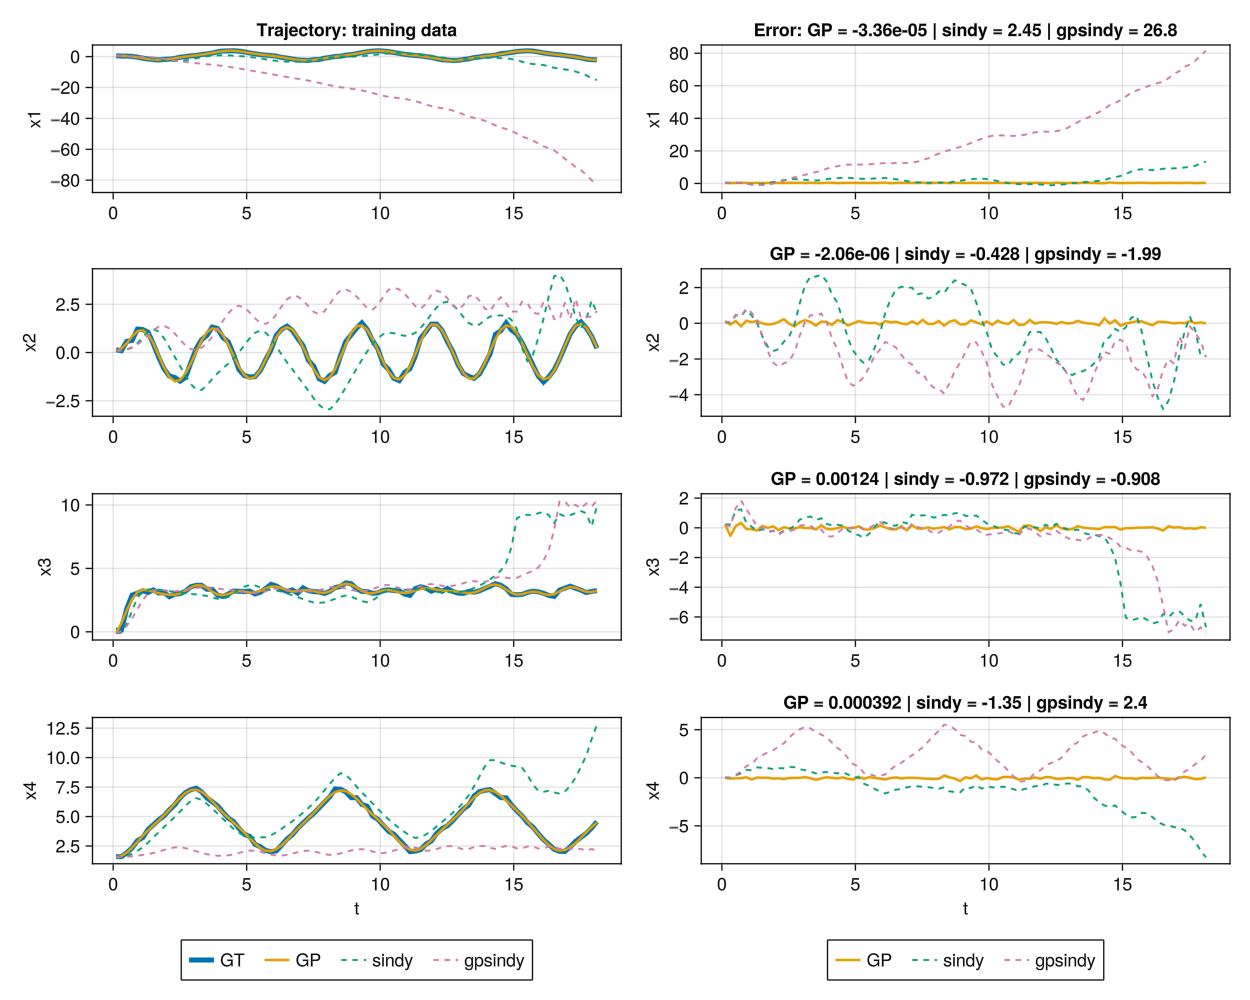 Trajectory: training data
x1
0
−20
−40
−60
−80
0 5 10 15
Error: GP = -3.36e-05 | sindy = 2.45 | gpsindy = 26.8
x1
80
60
40
20
0
0 5 10 15
x2
2.5
0.0
−2.5
0 5 10 15
GP = -2.06e-06 | sindy = -0.428 | gpsindy = -1.99
x2
2
0
−2
−4
0 5 10 15
x3
10
5
0
0 5 10 15
GP = 0.00124 | sindy = -0.972 | gpsindy = -0.908
x3
2
0
−2
−4
−6
0 5 10 15
x4
12.5
10.0
7.5
5.0
2.5
0 5 10 15
t
GP = 0.000392 | sindy = -1.35 | gpsindy = 2.4
x4
5
0
−5
0 5 10 15
t
GT GP sindy gpsindy
GP sindy gpsindy